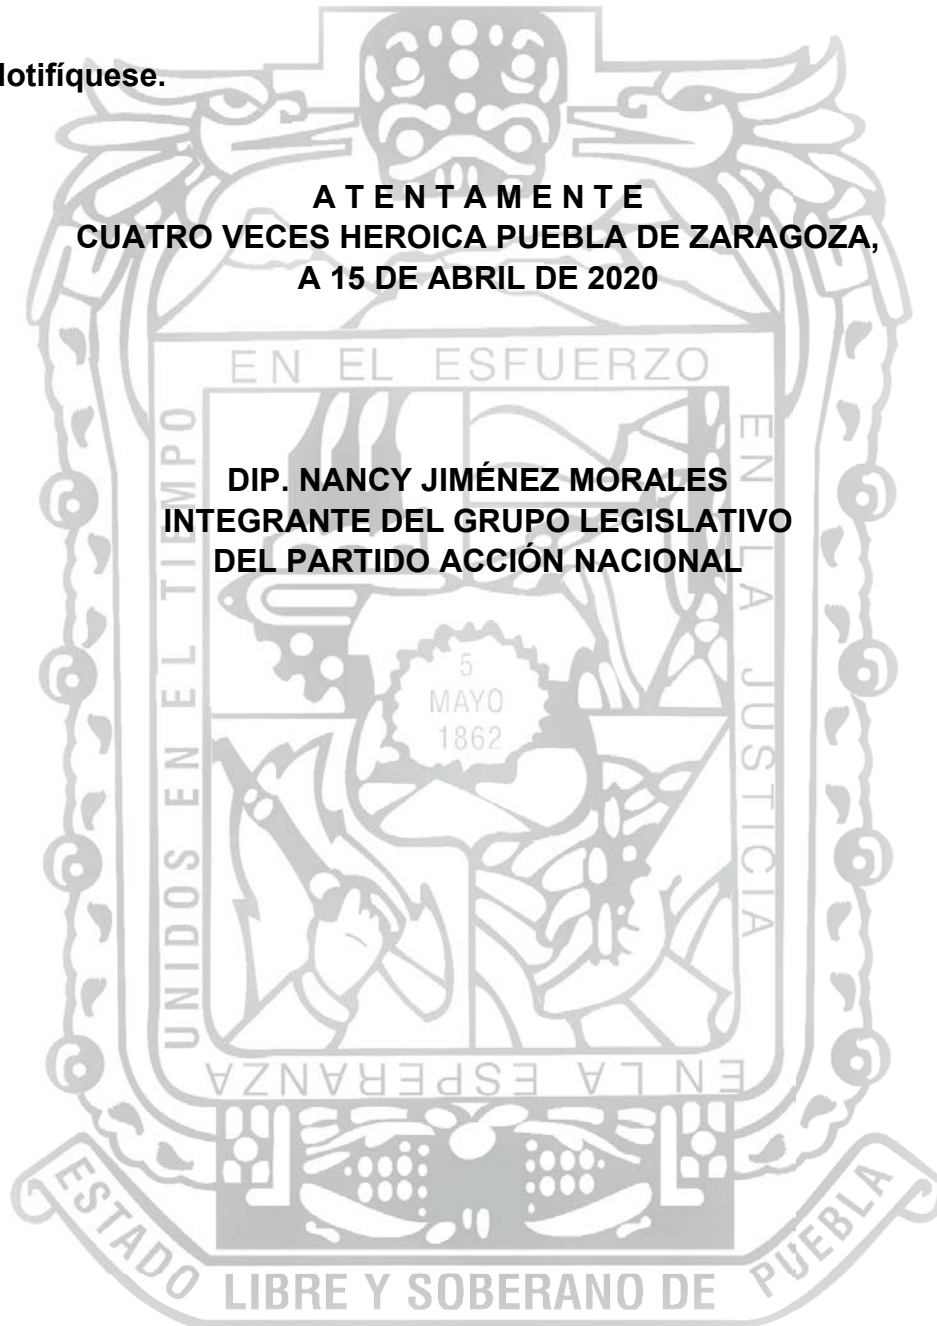 lotifíquese.
A T E N T A M E N T E
CUATRO VECES HEROICA PUEBLA DE ZARAGOZA,
A 15 DE ABRIL DE 2020
EN EL ESFUERZO
EN LA JUSTICIA
EN LA ESPERANZA
UNIDOS EN EL TIEMPO
DIP. NANCY JIMÉNEZ MORALES
INTEGRANTE DEL GRUPO LEGISLATIVO
DEL PARTIDO ACCIÓN NACIONAL
5
MAYO
1862
ESTADO LIBRE Y SOBERANO DE PUEBLA